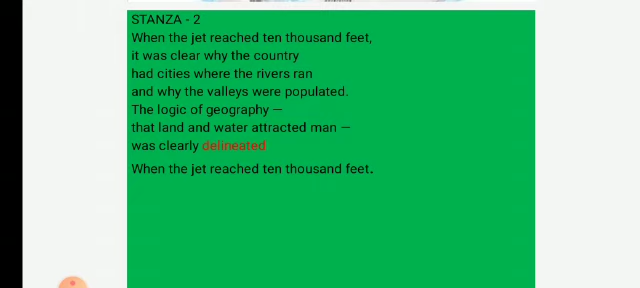 STANZA - 2
When the jet reached ten thousand feet,
it was clear why the country
had cities where the rivers ran
and why the valleys were populated.
The logic of geography —
that land and water attracted man —
was clearly delineated
When the jet reached ten thousand feet.